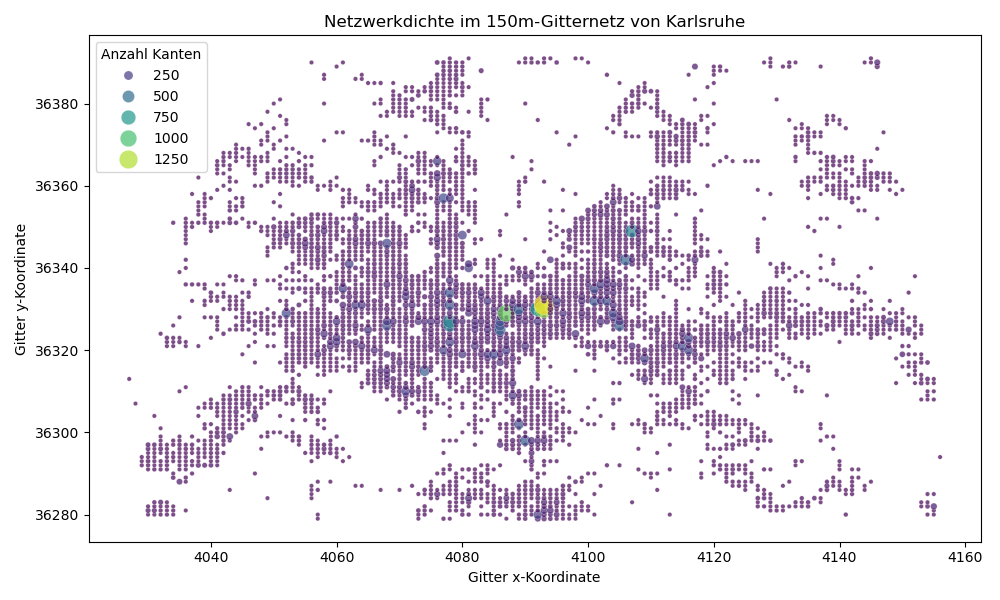 Netzwerkdichte im 150m-Gitternetz von Karlsruhe
Anzahl Kanten
250
500
750
1000
1250
Gitter y-Koordinate
36380
36360
36340
36320
36300
36280
4040 4060 4080 4100 4120 4140 4160
Gitter x-Koordinate